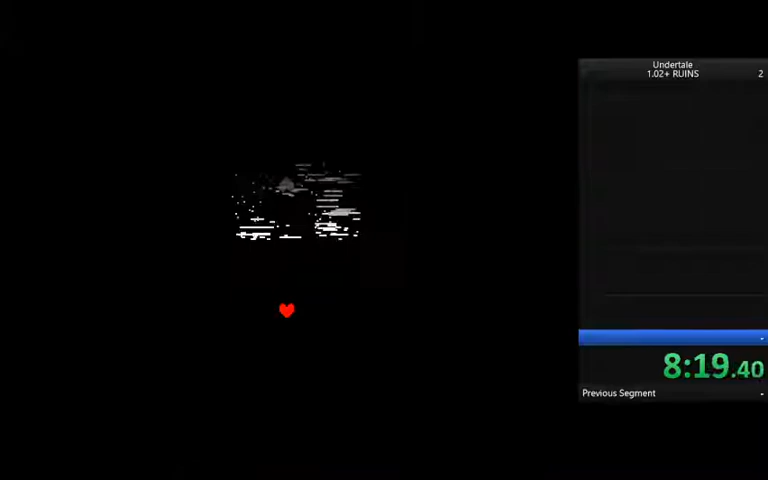 Undertale
1.02+ RUINS 2
-
8:19.40
Previous Segment -